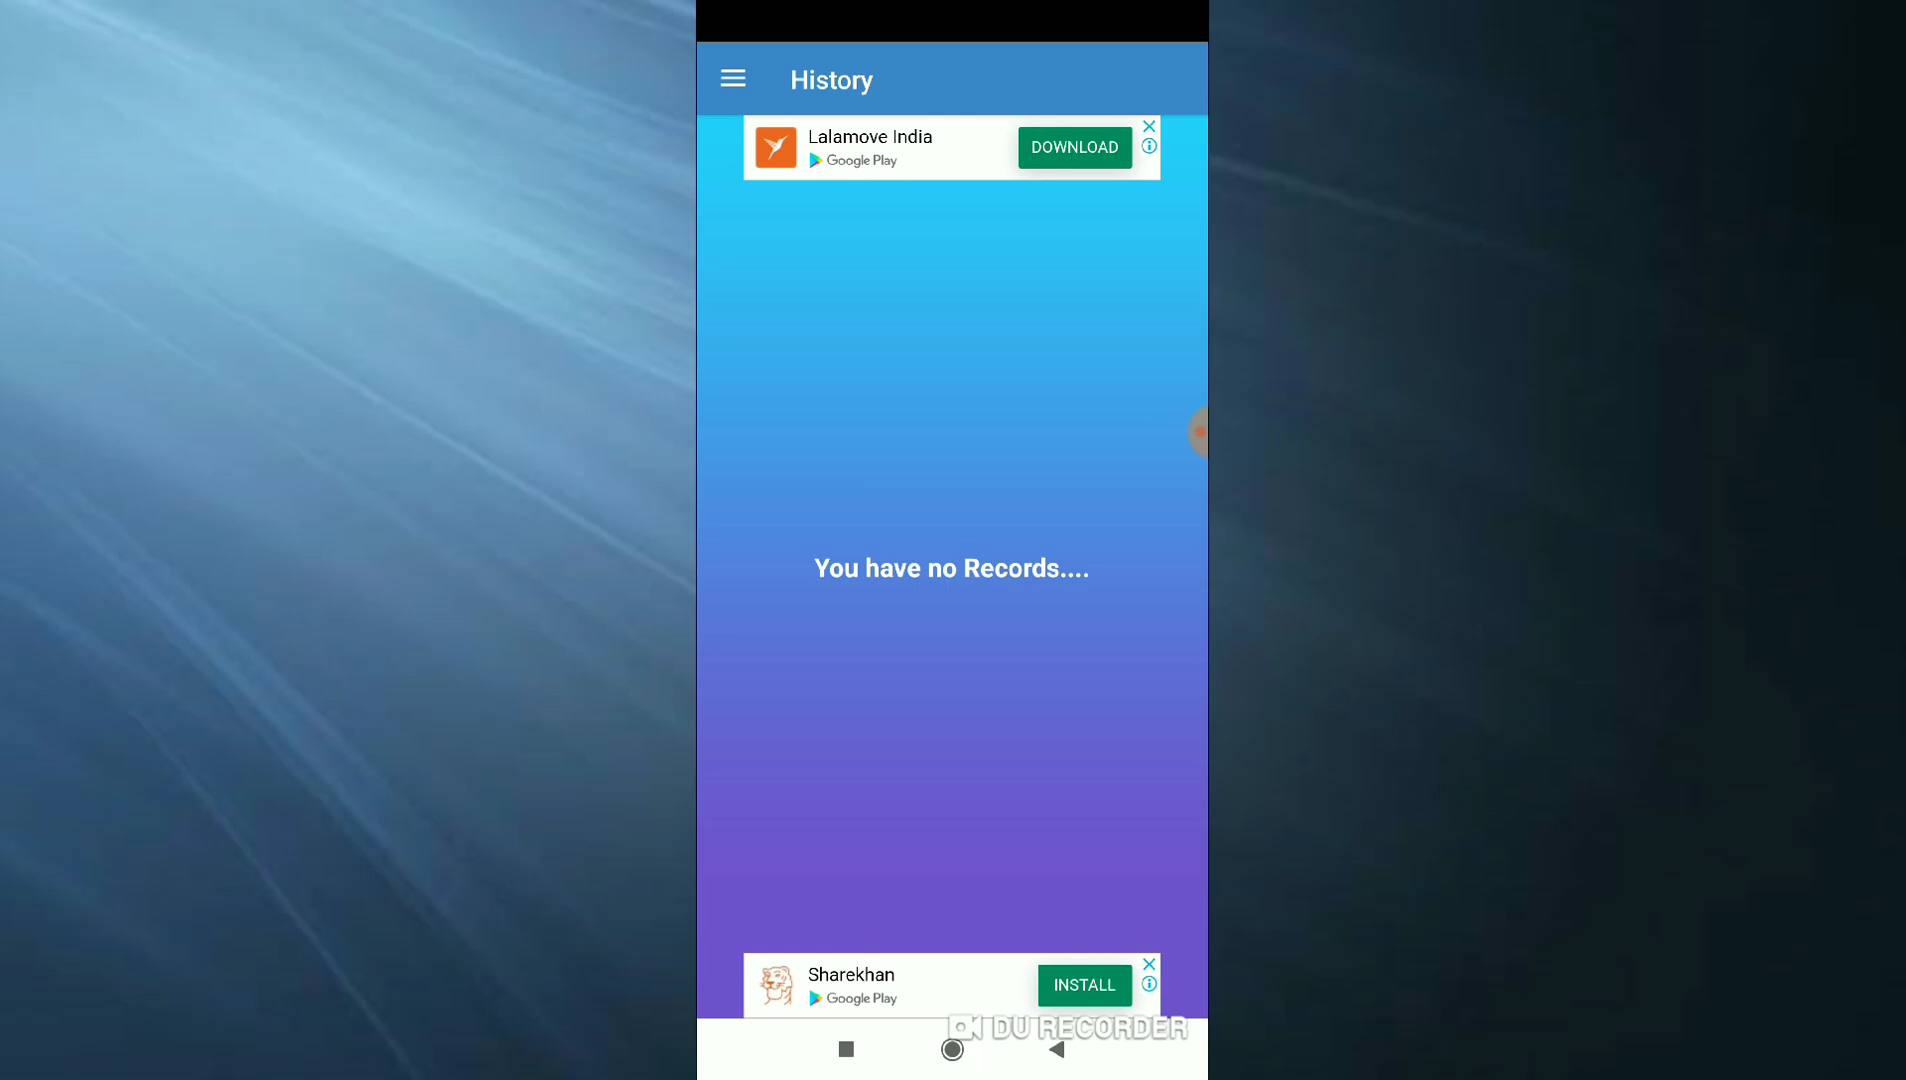 History
Lalamove India
Google Play
DOWNLOAD
You have no Records....
Sharekhan
Google Play
INSTALL
DU RECORDER